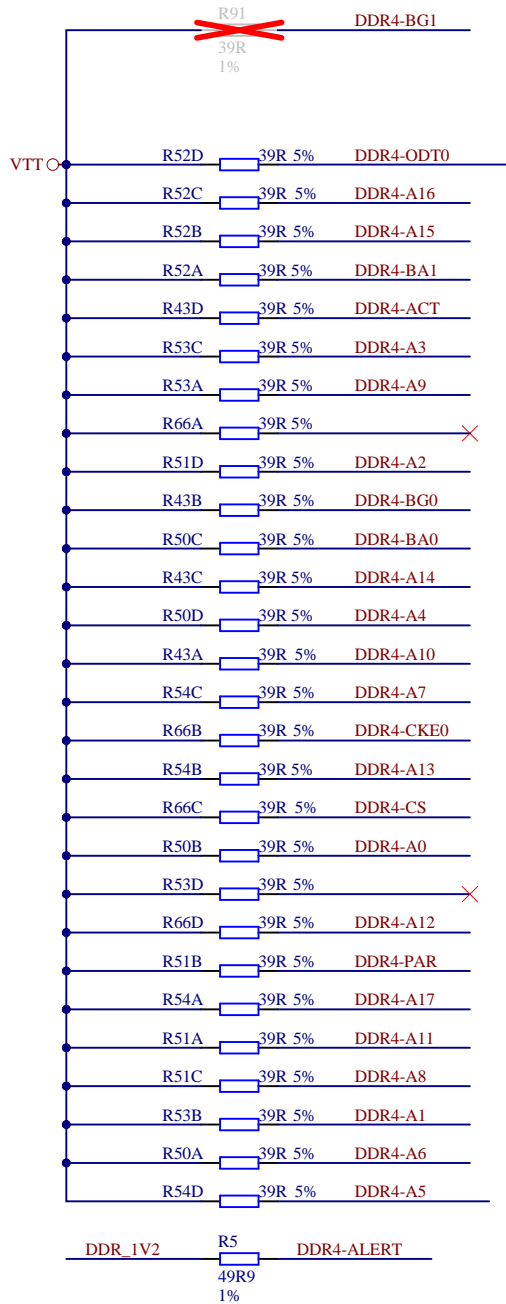 R91 DDR4-BG1
39R
1%
VTT R52D 39R 5% DDR4-ODT0
R52C 39R 5% DDR4-A16
R52B 39R 5% DDR4-A15
R52A 39R 5% DDR4-BA1
R43D 39R 5% DDR4-ACT
R53C 39R 5% DDR4-A3
R53A 39R 5% DDR4-A9
R66A 39R 5%
R51D 39R 5% DDR4-A2
R43B 39R 5% DDR4-BG0
R50C 39R 5% DDR4-BA0
R43C 39R 5% DDR4-A14
R50D 39R 5% DDR4-A4
R43A 39R 5% DDR4-A10
R54C 39R 5% DDR4-A7
R66B 39R 5% DDR4-CKE0
R54B 39R 5% DDR4-A13
R66C 39R 5% DDR4-CS
R50B 39R 5% DDR4-A0
R53D 39R 5%
R66D 39R 5% DDR4-A12
R51B 39R 5% DDR4-PAR
R54A 39R 5% DDR4-A17
R51A 39R 5% DDR4-A11
R51C 39R 5% DDR4-A8
R53B 39R 5% DDR4-A1
R50A 39R 5% DDR4-A6
R54D 39R 5% DDR4-A5
DDR_1V2 R5 DDR4-ALERT
49R9
1%